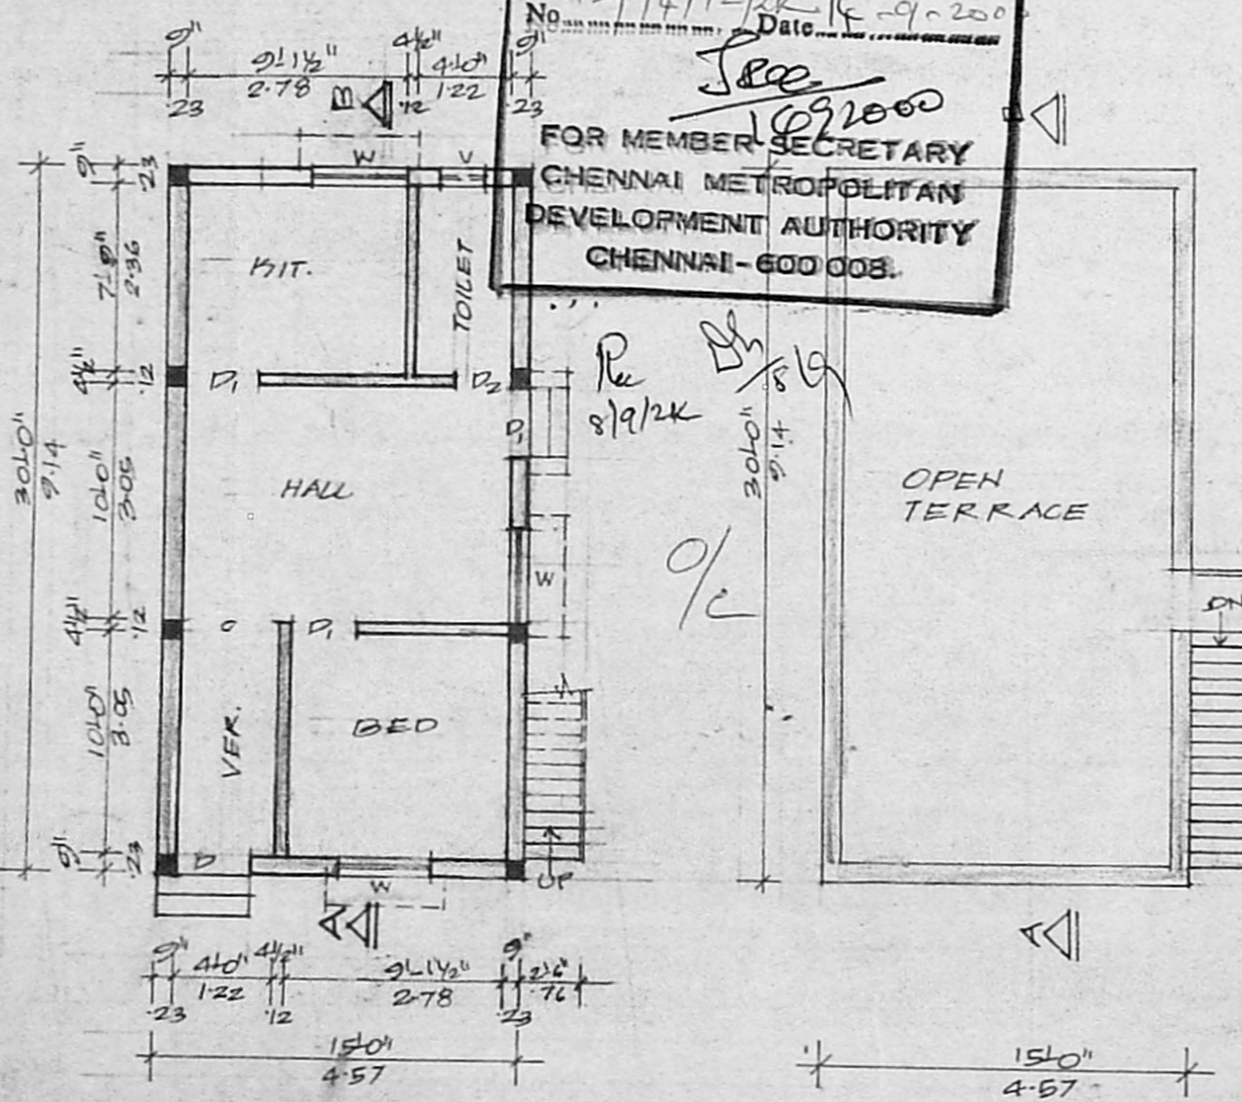 No. Date
1692000
FOR MEMBER SECRETARY
CHENNAI METROPOLITAN
DEVELOPMENT AUTHORITY
CHENNAI-600 008.
9" 9'-1½" 4½" 4'-0" 9"
.23 2.78 .12 1.22 .23
B
W V
KIT.
TOILET
D1 D2
8/9/2K
D1
HALL
W
O/C
O D1
VER.
BED
D
W
UP
A
OPEN
TERRACE
A
9" .23
7'-9" 2.36
4½" .12
10'-0" 3.05
4½" .12
10'-0" 3.05
9" .23
30'-0"
9.14
30'-0"
9.14
9" 4'-0" 4½" 9'-1½" 9" 2'-6"
.23 1.22 .12 2.78 .23 .76
15'-0"
4.57
15'-0"
4.57